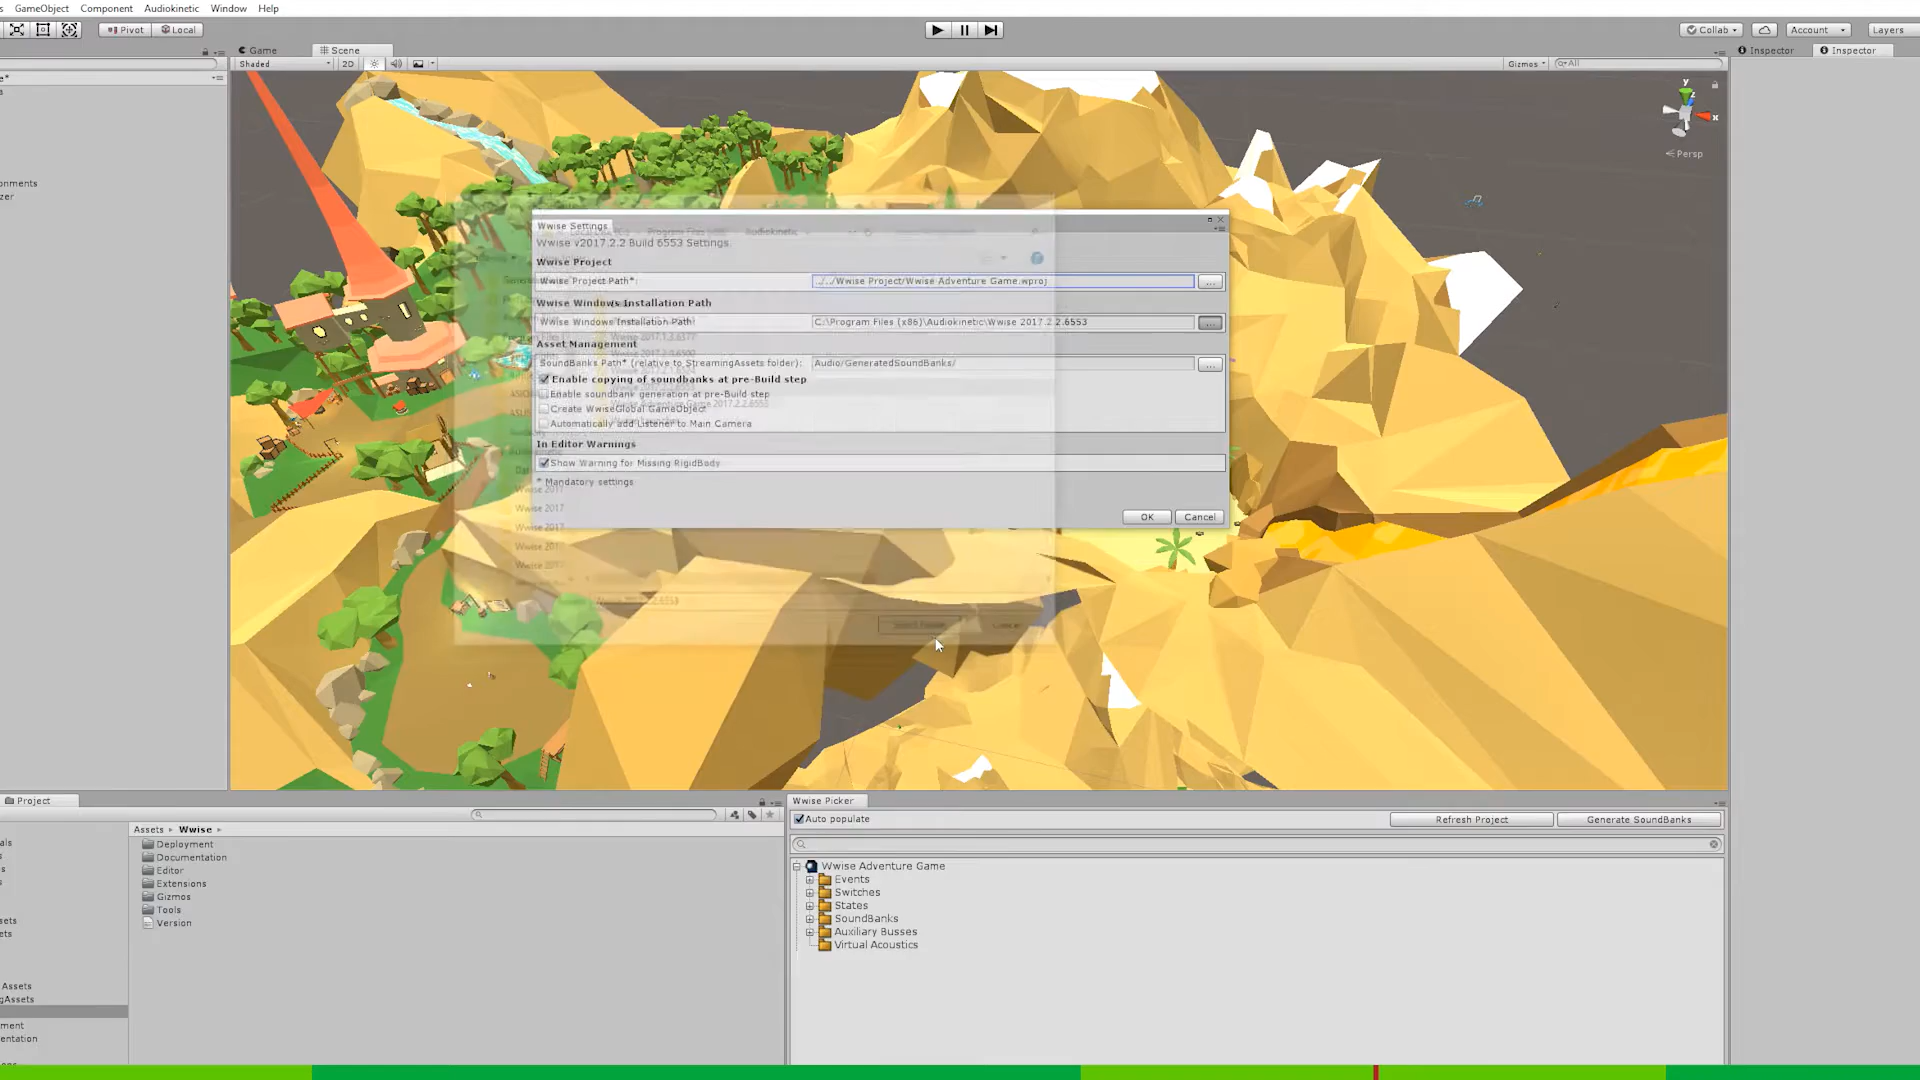 GameObject Component Audiokinetic Window Help
Pivot Local Collab Account Layers
Game Scene Inspector Inspector
Shaded 2D Gizmos All
y
x
Persp
onments
zer
Wwise Settings
Wwise v2017.2.2 Build 6553 Settings.
Wwise Project
Wwise Project Path*: ../../Wwise Project/Wwise Adventure Game.wproj ...
Wwise Windows Installation Path
Wwise Windows Installation Path: C:\Program Files (x86)\Audiokinetic\Wwise 2017.2.2.6553 ...
Asset Management
SoundBanks Path* (relative to StreamingAssets folder): Audio/GeneratedSoundBanks/ ...
Enable copying of soundbanks at pre-Build step
Enable soundbank generation at pre-Build step
Create WwiseGlobal GameObject
Automatically add Listener to Main Camera
In Editor Warnings
Show Warning for Missing RigidBody
* Mandatory settings
OK Cancel
Project
Assets Wwise
Deployment
Documentation
Editor
Extensions
Gizmos
Tools
Version
Wwise Picker
Auto populate Refresh Project Generate SoundBanks
Wwise Adventure Game
Events
Switches
States
SoundBanks
Auxiliary Busses
Virtual Acoustics